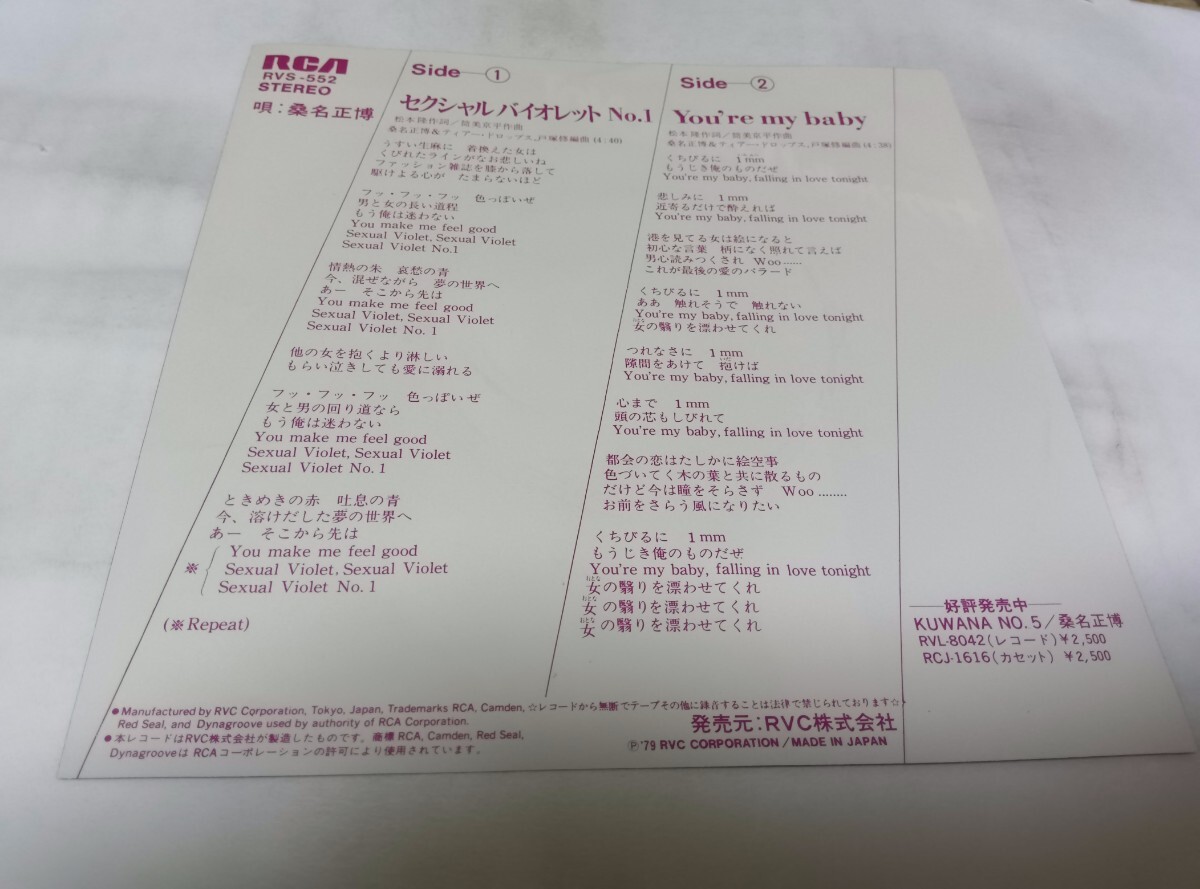 RCA
RVS-552
STEREO
唄：桑名正博
Side—①
セクシャル バイオレット No.1
松本隆作詞／筒美京平作曲
桑名正博&ティアー・ドロップス、戸塚修編曲 (4:40)
うすい生麻に 着換えた女は
くびれたラインがなお悲しいね
ファッション雑誌を膝から落して
駆けよる心が たまらないほど
フッ・フッ・フッ 色っぽいぜ
男と女の長い道程
もう俺は迷わない
You make me feel good
Sexual Violet, Sexual Violet
Sexual Violet No.1
情熱の朱 哀愁の青
今、混ぜながら 夢の世界へ
あー そこから先は
You make me feel good
Sexual Violet, Sexual Violet
Sexual Violet No. 1
他の女を抱くより淋しい
もらい泣きしても愛に溺れる
フッ・フッ・フッ 色っぽいぜ
女と男の回り道なら
もう俺は迷わない
You make me feel good
Sexual Violet, Sexual Violet
Sexual Violet No. 1
ときめきの赤 吐息の青
今、溶けだした夢の世界へ
あー そこから先は
※ You make me feel good
Sexual Violet, Sexual Violet
Sexual Violet No. 1
(※Repeat)
Side—②
You're my baby
松本隆作詞／筒美京平作曲
桑名正博&ティアー・ドロップス、戸塚修編曲 (4:38)
くちびるに 1mm
もうじき俺のものだぜ
You're my baby, falling in love tonight
悲しみに 1mm
近寄るだけで酔えれば
You're my baby, falling in love tonight
港を見てる女は絵になると
初心な言葉 柄になく照れて言えば
男心読みつくされ Woo……
これが最後の愛のバラード
くちびるに 1mm
ああ 触れそうで 触れない
You're my baby, falling in love tonight
女の翳りを漂わせてくれ
つれなさに 1mm
隙間をあけて 抱けば
You're my baby, falling in love tonight
心まで 1mm
頭の芯もしびれて
You're my baby, falling in love tonight
都会の恋はたしかに絵空事
色づいてく木の葉と共に散るもの
だけど今は瞳をそらさず Woo………
お前をさらう風になりたい
くちびるに 1mm
もうじき俺のものだぜ
You're my baby, falling in love tonight
女の翳りを漂わせてくれ
女の翳りを漂わせてくれ
女の翳りを漂わせてくれ
—好評発売中—
KUWANA NO.5／桑名正博
RVL-8042(レコード)￥2,500
RCJ-1616(カセット) ￥2,500
●Manufactured by RVC Corporation, Tokyo, Japan, Trademarks RCA, Camden,
Red Seal, and Dynagroove used by authority of RCA Corporation.
●本レコードはRVC株式会社が製造したものです。商標 RCA, Camden, Red Seal,
Dynagroove は RCA コーポレーションの許可により使用されています。
☆レコードから無断でテープその他に録音することは法律で禁じられております☆
発売元：RVC株式会社
Ⓟ'79 RVC CORPORATION／MADE IN JAPAN